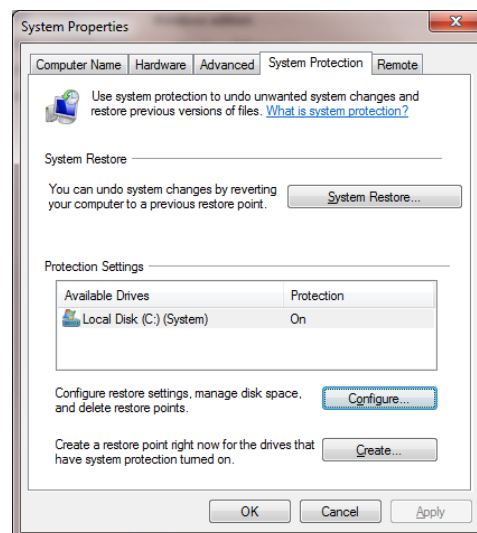 System Properties
Computer Name
Hardware
Advanced
System Protection
Remote
Use system protection to undo unwanted system changes and
restore previous versions of files. What is system protection?
System Restore
You can undo system changes by reverting
your computer to a previous restore point.
System Restore...
Protection Settings
Available Drives
Protection
Local Disk (C:) (System)
On
Configure restore settings, manage disk space,
and delete restore points.
Configure...
Create a restore point right now for the drives that
have system protection turned on.
Create...
OK
Cancel
Apply